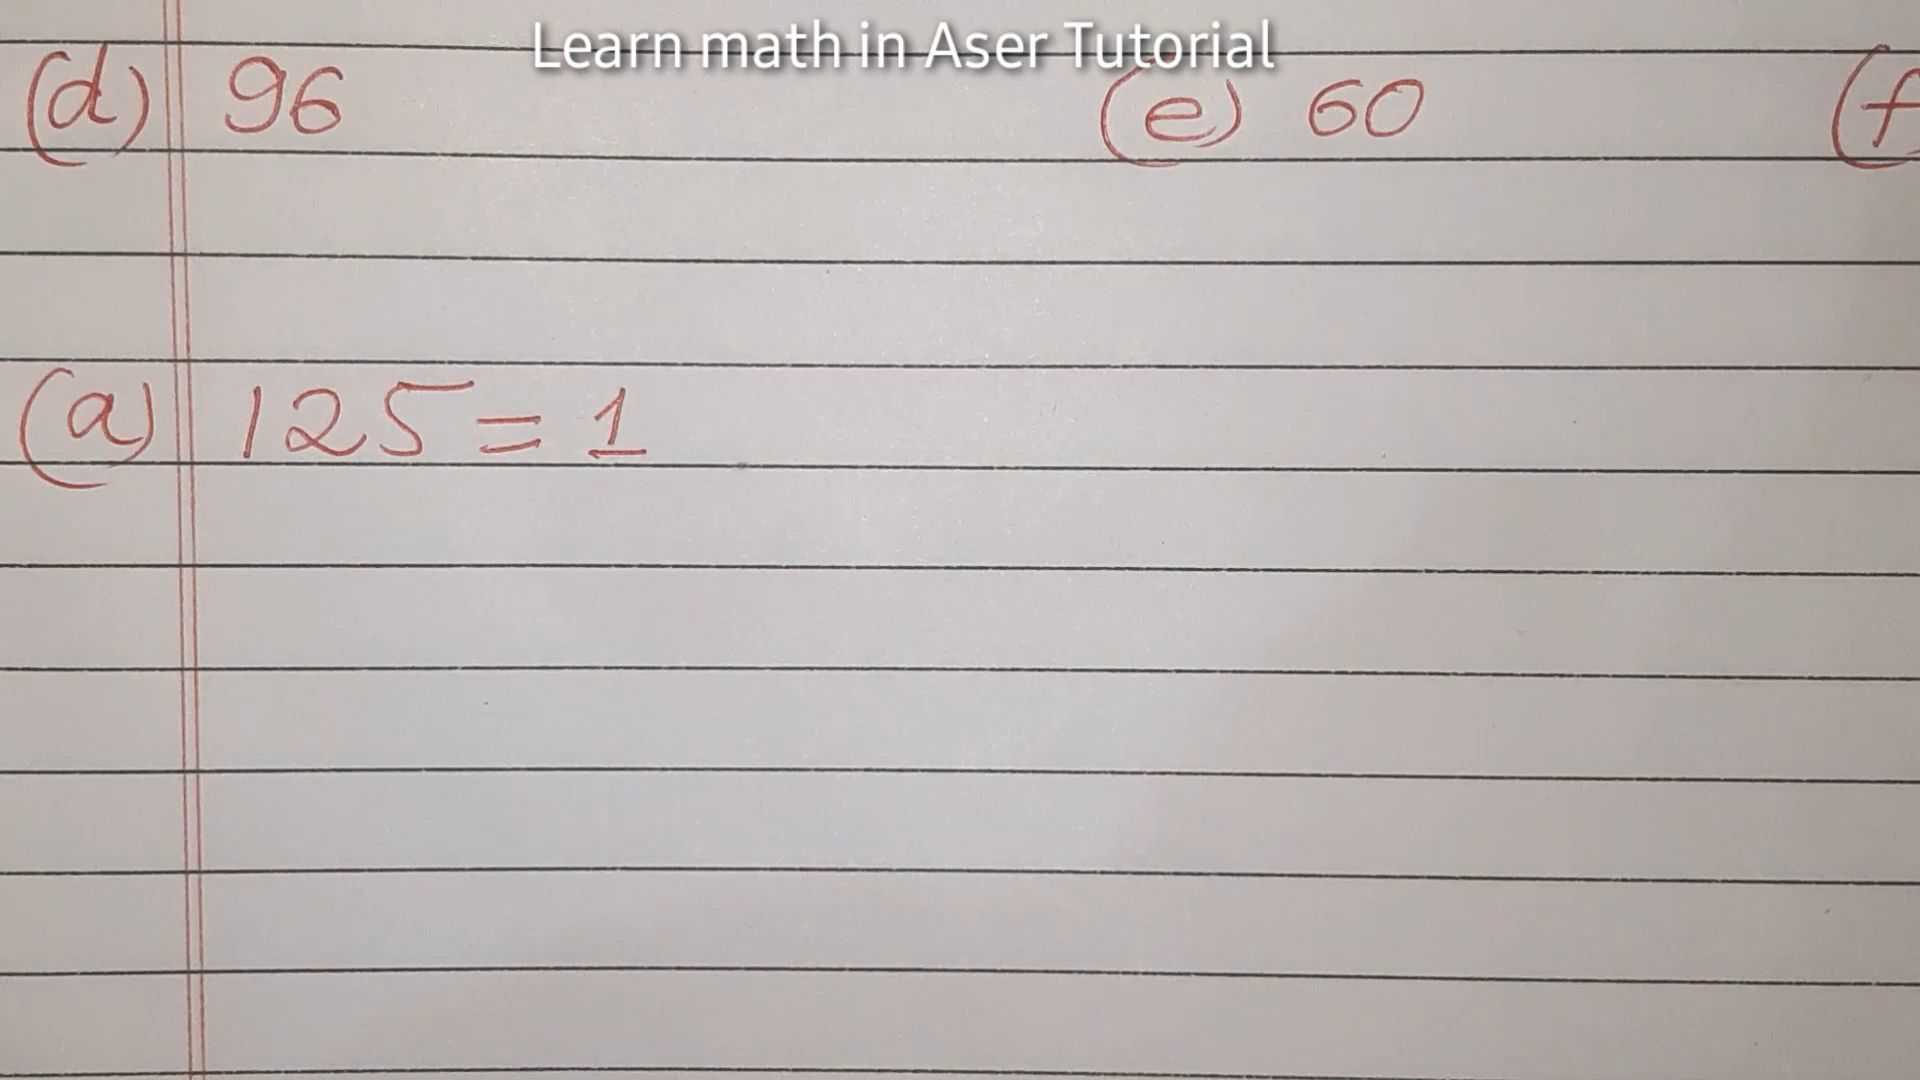 Learn math in Aser Tutorial
(d) 96 (e) 60 (f
(a) 125 = 1